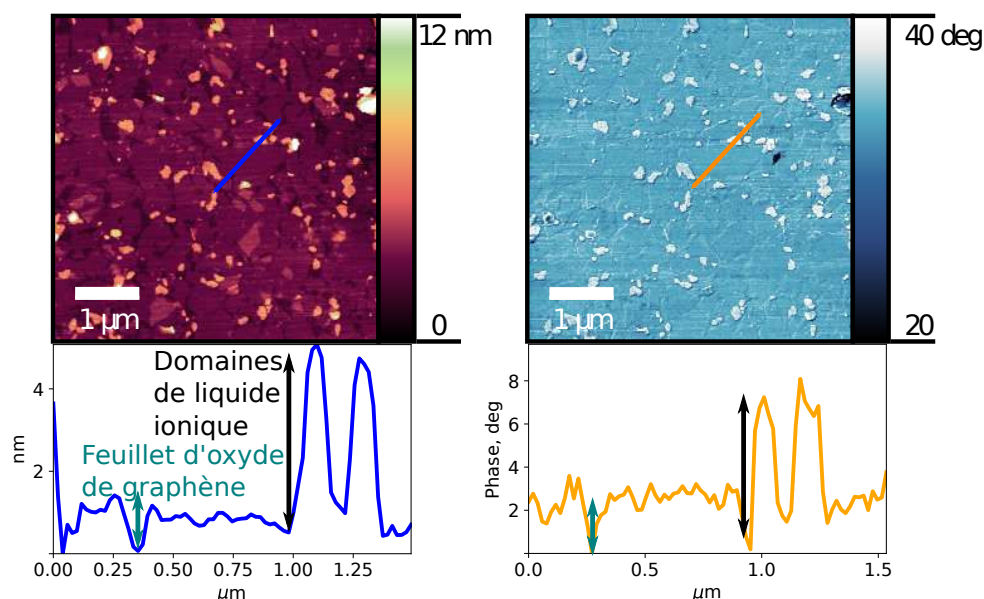 12 nm
0
1 µm
40 deg
20
1 µm
Domaines
de liquide
ionique
Feuillet d'oxyde
de graphène
nm
4
2
0.00 0.25 0.50 0.75 1.00 1.25
µm
Phase, deg
8
6
4
2
0.0 0.5 1.0 1.5
µm